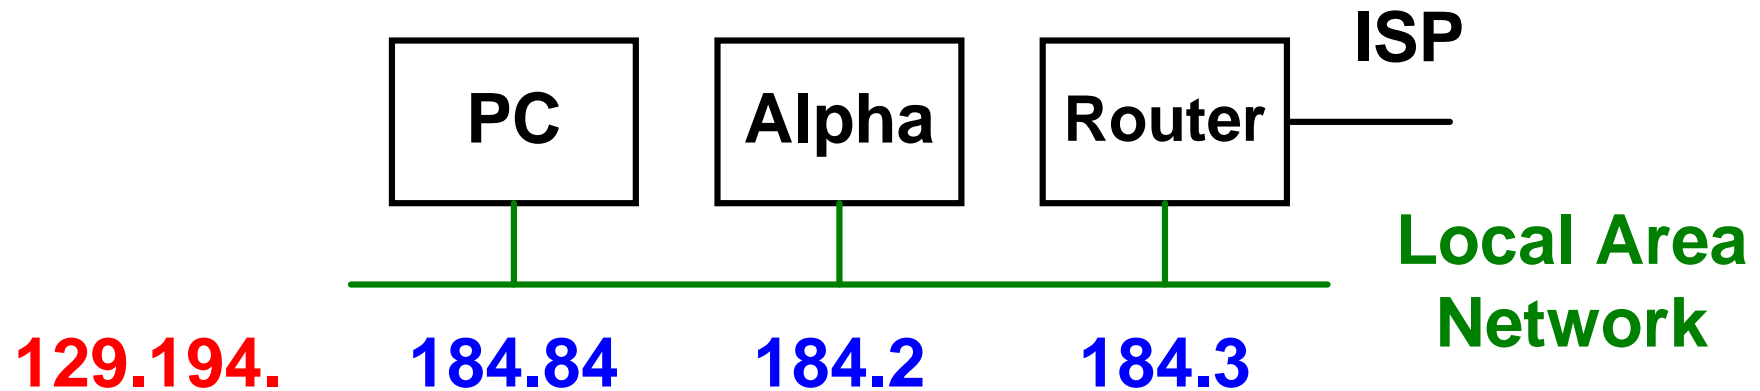 ISP
PC Alpha Router
Local Area
Network
129.194. 184.84 184.2 184.3